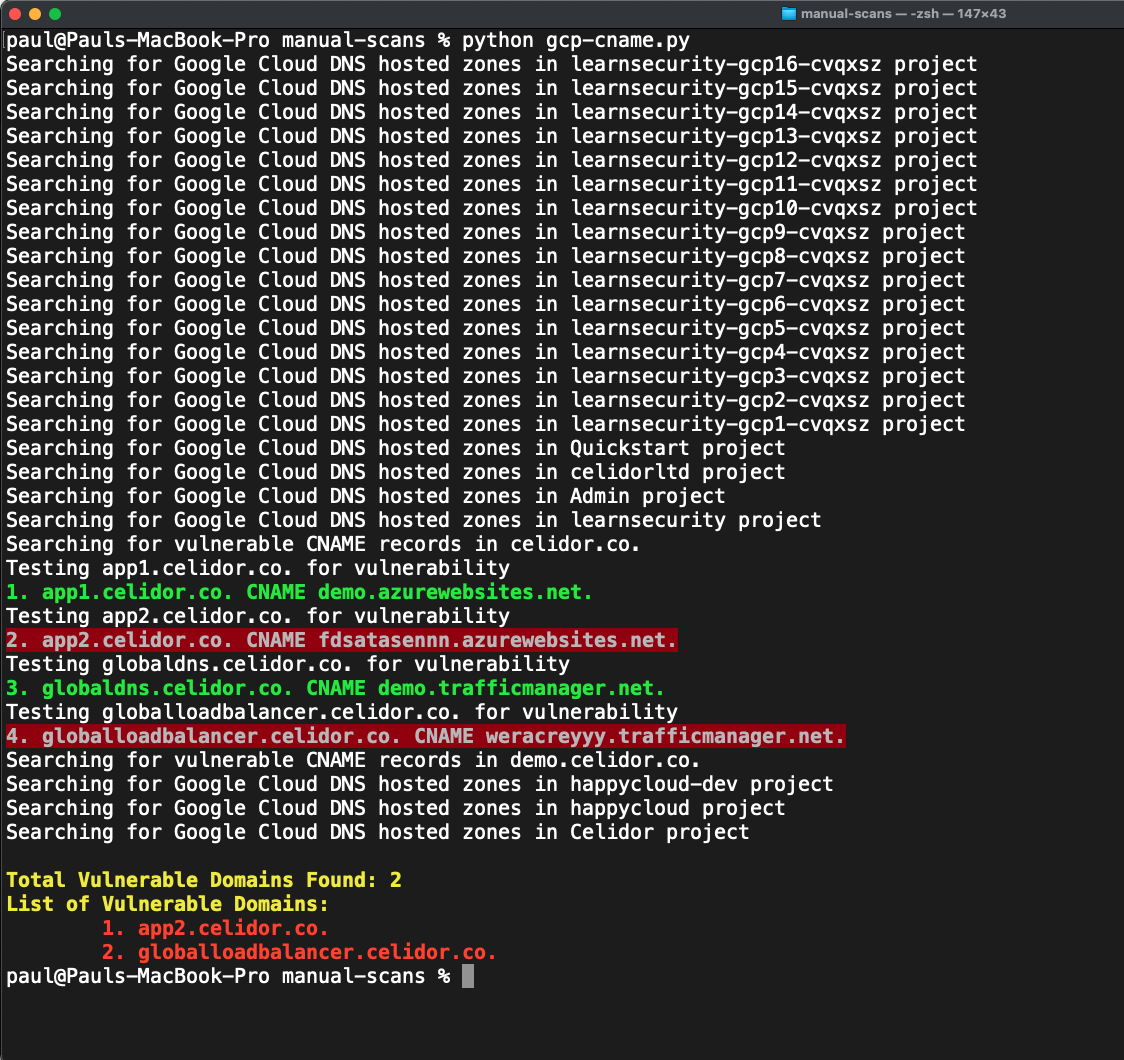 manual-scans — -zsh — 147×43
paul@Pauls-MacBook-Pro manual-scans % python gcp-cname.py
Searching for Google Cloud DNS hosted zones in learnsecurity-gcp16-cvqxsz project
Searching for Google Cloud DNS hosted zones in learnsecurity-gcp15-cvqxsz project
Searching for Google Cloud DNS hosted zones in learnsecurity-gcp14-cvqxsz project
Searching for Google Cloud DNS hosted zones in learnsecurity-gcp13-cvqxsz project
Searching for Google Cloud DNS hosted zones in learnsecurity-gcp12-cvqxsz project
Searching for Google Cloud DNS hosted zones in learnsecurity-gcp11-cvqxsz project
Searching for Google Cloud DNS hosted zones in learnsecurity-gcp10-cvqxsz project
Searching for Google Cloud DNS hosted zones in learnsecurity-gcp9-cvqxsz project
Searching for Google Cloud DNS hosted zones in learnsecurity-gcp8-cvqxsz project
Searching for Google Cloud DNS hosted zones in learnsecurity-gcp7-cvqxsz project
Searching for Google Cloud DNS hosted zones in learnsecurity-gcp6-cvqxsz project
Searching for Google Cloud DNS hosted zones in learnsecurity-gcp5-cvqxsz project
Searching for Google Cloud DNS hosted zones in learnsecurity-gcp4-cvqxsz project
Searching for Google Cloud DNS hosted zones in learnsecurity-gcp3-cvqxsz project
Searching for Google Cloud DNS hosted zones in learnsecurity-gcp2-cvqxsz project
Searching for Google Cloud DNS hosted zones in learnsecurity-gcp1-cvqxsz project
Searching for Google Cloud DNS hosted zones in Quickstart project
Searching for Google Cloud DNS hosted zones in celidorltd project
Searching for Google Cloud DNS hosted zones in Admin project
Searching for Google Cloud DNS hosted zones in learnsecurity project
Searching for vulnerable CNAME records in celidor.co.
Testing app1.celidor.co. for vulnerability
1. app1.celidor.co. CNAME demo.azurewebsites.net.
Testing app2.celidor.co. for vulnerability
2. app2.celidor.co. CNAME fdsatasennn.azurewebsites.net.
Testing globaldns.celidor.co. for vulnerability
3. globaldns.celidor.co. CNAME demo.trafficmanager.net.
Testing globalloadbalancer.celidor.co. for vulnerability
4. globalloadbalancer.celidor.co. CNAME weracreyyy.trafficmanager.net.
Searching for vulnerable CNAME records in demo.celidor.co.
Searching for Google Cloud DNS hosted zones in happycloud-dev project
Searching for Google Cloud DNS hosted zones in happycloud project
Searching for Google Cloud DNS hosted zones in Celidor project
Total Vulnerable Domains Found: 2
List of Vulnerable Domains:
1. app2.celidor.co.
2. globalloadbalancer.celidor.co.
paul@Pauls-MacBook-Pro manual-scans %